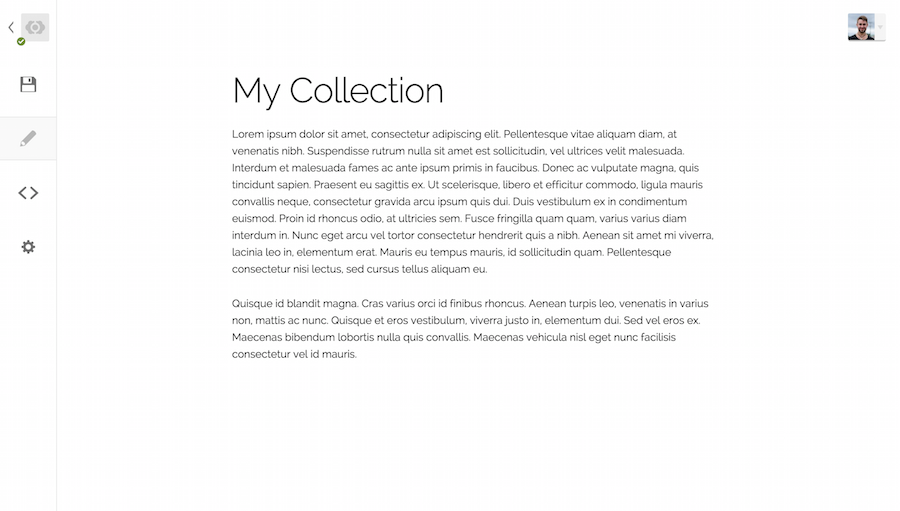 My Collection
Lorem ipsum dolor sit amet, consectetur adipiscing elit. Pellentesque vitae aliquam diam, at
venenatis nibh. Suspendisse rutrum nulla sit amet est sollicitudin, vel ultrices velit malesuada.
Interdum et malesuada fames ac ante ipsum primis in faucibus. Donec ac vulputate magna, quis
tincidunt sapien. Praesent eu sagittis ex. Ut scelerisque, libero et efficitur commodo, ligula mauris
convallis neque, consectetur gravida arcu ipsum quis dui. Duis vestibulum ex in condimentum
euismod. Proin id rhoncus odio, at ultricies sem. Fusce fringilla quam quam, varius varius diam
interdum in. Nunc eget arcu vel tortor consectetur hendrerit quis a nibh. Aenean sit amet mi viverra,
lacinia leo in, elementum erat. Mauris eu tempus mauris, id sollicitudin quam. Pellentesque
consectetur nisi lectus, sed cursus tellus aliquam eu.
Quisque id blandit magna. Cras varius orci id finibus rhoncus. Aenean turpis leo, venenatis in varius
non, mattis ac nunc. Quisque et eros vestibulum, viverra justo in, elementum dui. Sed vel eros ex.
Maecenas bibendum lobortis nulla quis convallis. Maecenas vehicula nisl eget nunc facilisis
consectetur vel id mauris.